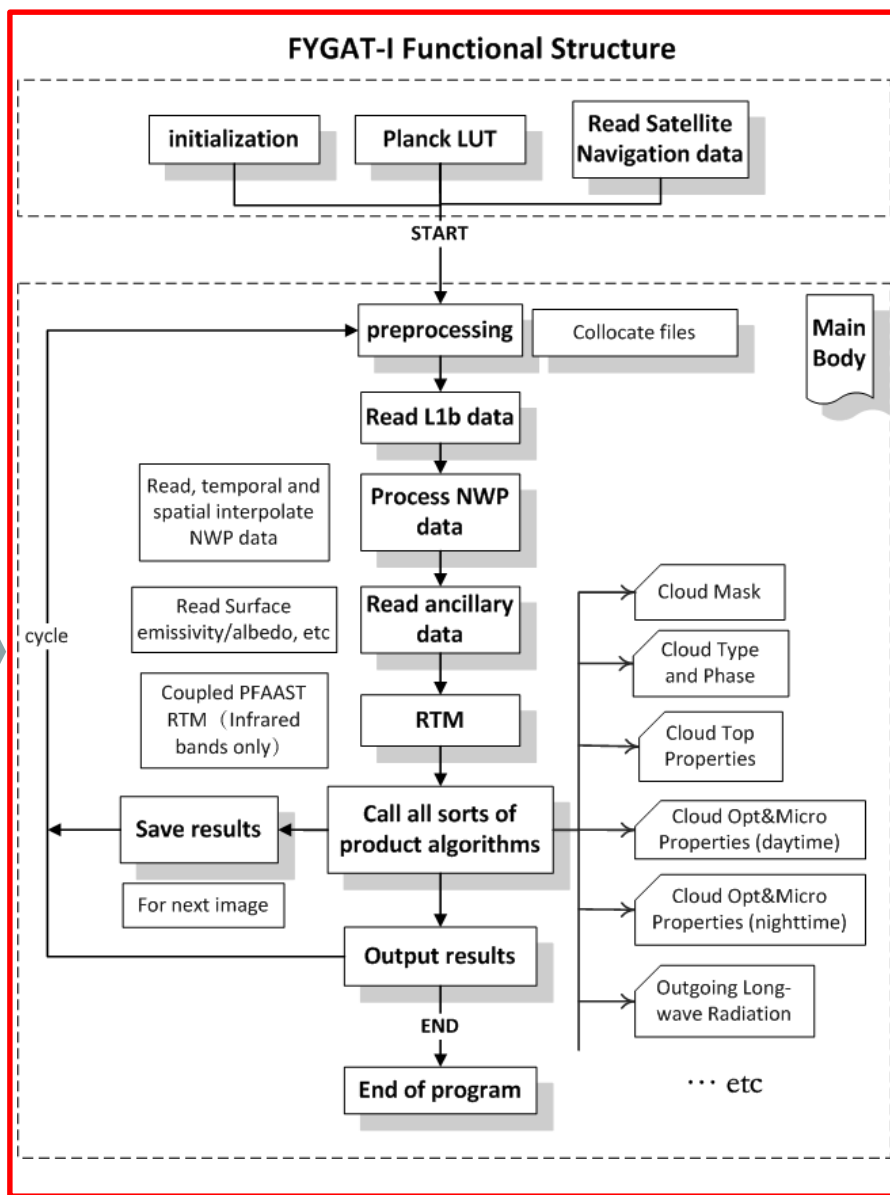 FYGAT-I Functional Structure
initialization
Planck LUT
Read Satellite
Navigation data
START
preprocessing
Collocate files
Main
Body
Read L1b data
Read, temporal and
spatial interpolate
NWP data
Process NWP
data
Read Surface
emissivity/albedo, etc
Read ancillary
data
cycle
Coupled PFAAST
RTM（Infrared
bands only）
RTM
Save results
Call all sorts of
product algorithms
For next image
Output results
END
End of program
Cloud Mask
Cloud Type
and Phase
Cloud Top
Properties
Cloud Opt&Micro
Properties (daytime)
Cloud Opt&Micro
Properties (nighttime)
Outgoing Long-
wave Radiation
… etc